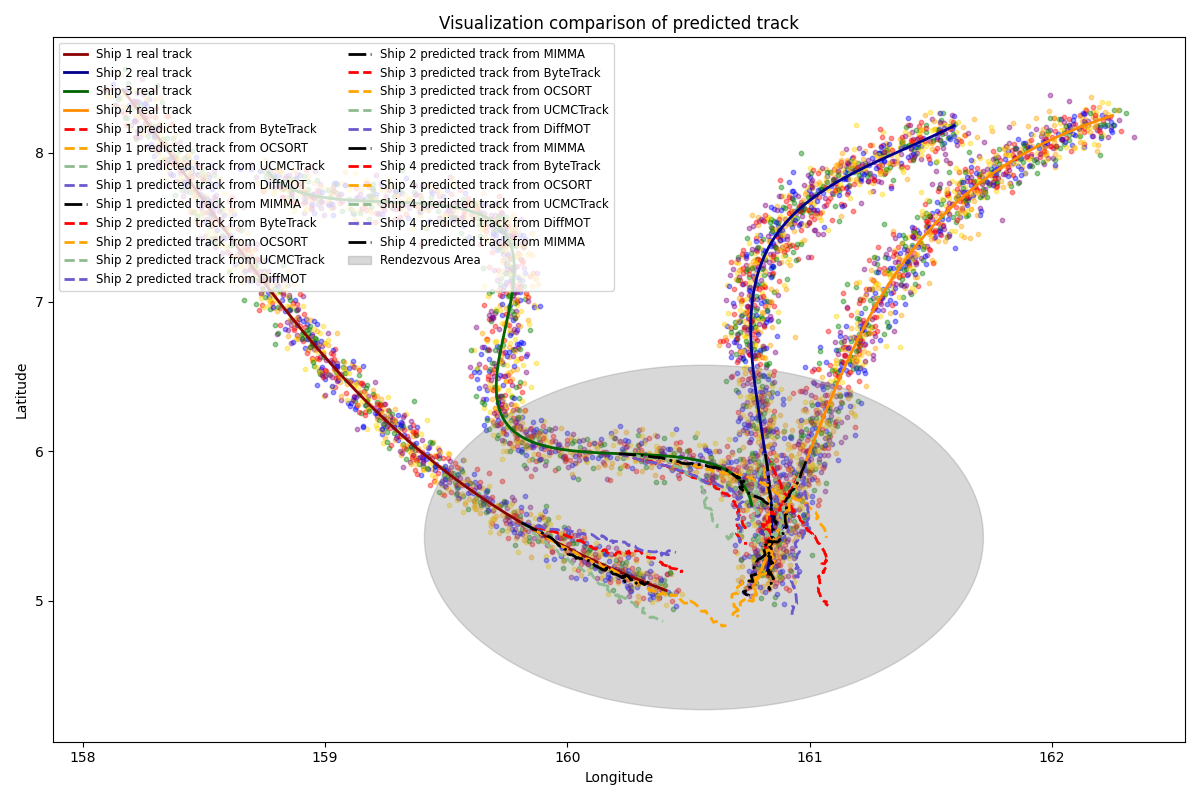 Visualization comparison of predicted track
Ship 1 real track
Ship 2 real track
Ship 3 real track
Ship 4 real track
Ship 1 predicted track from ByteTrack
Ship 1 predicted track from OCSORT
Ship 1 predicted track from UCMCTrack
Ship 1 predicted track from DiffMOT
Ship 1 predicted track from MIMMA
Ship 2 predicted track from ByteTrack
Ship 2 predicted track from OCSORT
Ship 2 predicted track from UCMCTrack
Ship 2 predicted track from DiffMOT
Ship 2 predicted track from MIMMA
Ship 3 predicted track from ByteTrack
Ship 3 predicted track from OCSORT
Ship 3 predicted track from UCMCTrack
Ship 3 predicted track from DiffMOT
Ship 3 predicted track from MIMMA
Ship 4 predicted track from ByteTrack
Ship 4 predicted track from OCSORT
Ship 4 predicted track from UCMCTrack
Ship 4 predicted track from DiffMOT
Ship 4 predicted track from MIMMA
Rendezvous Area
Latitude
8
7
6
5
158 159 160 161 162
Longitude